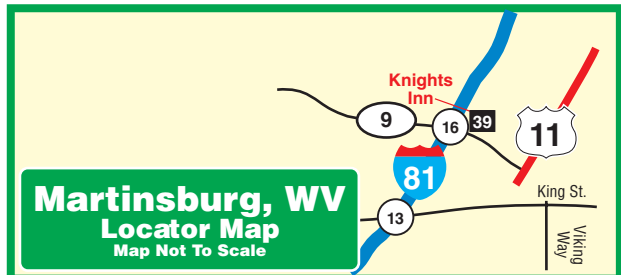 Knights
Inn
9
16
39
11
81
Martinsburg, WV
Locator Map
Map Not To Scale
13
King St.
Viking
Way